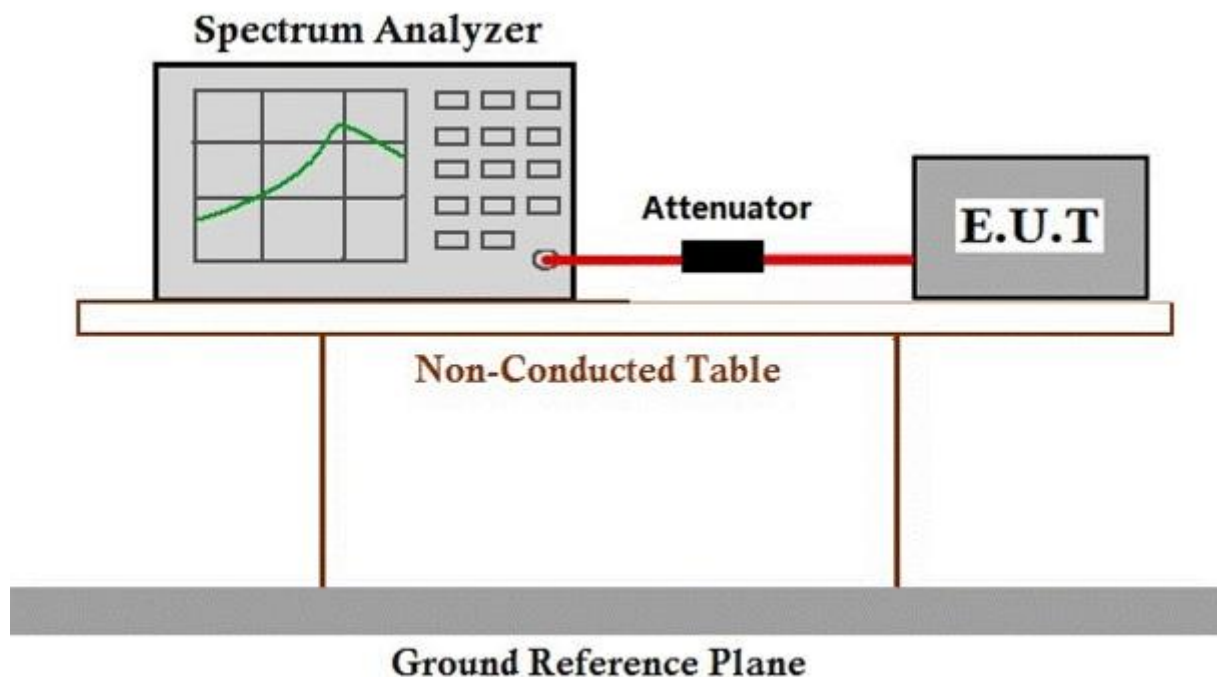 Spectrum Analyzer
Attenuator
E.U.T
Non-Conducted Table
Ground Reference Plane